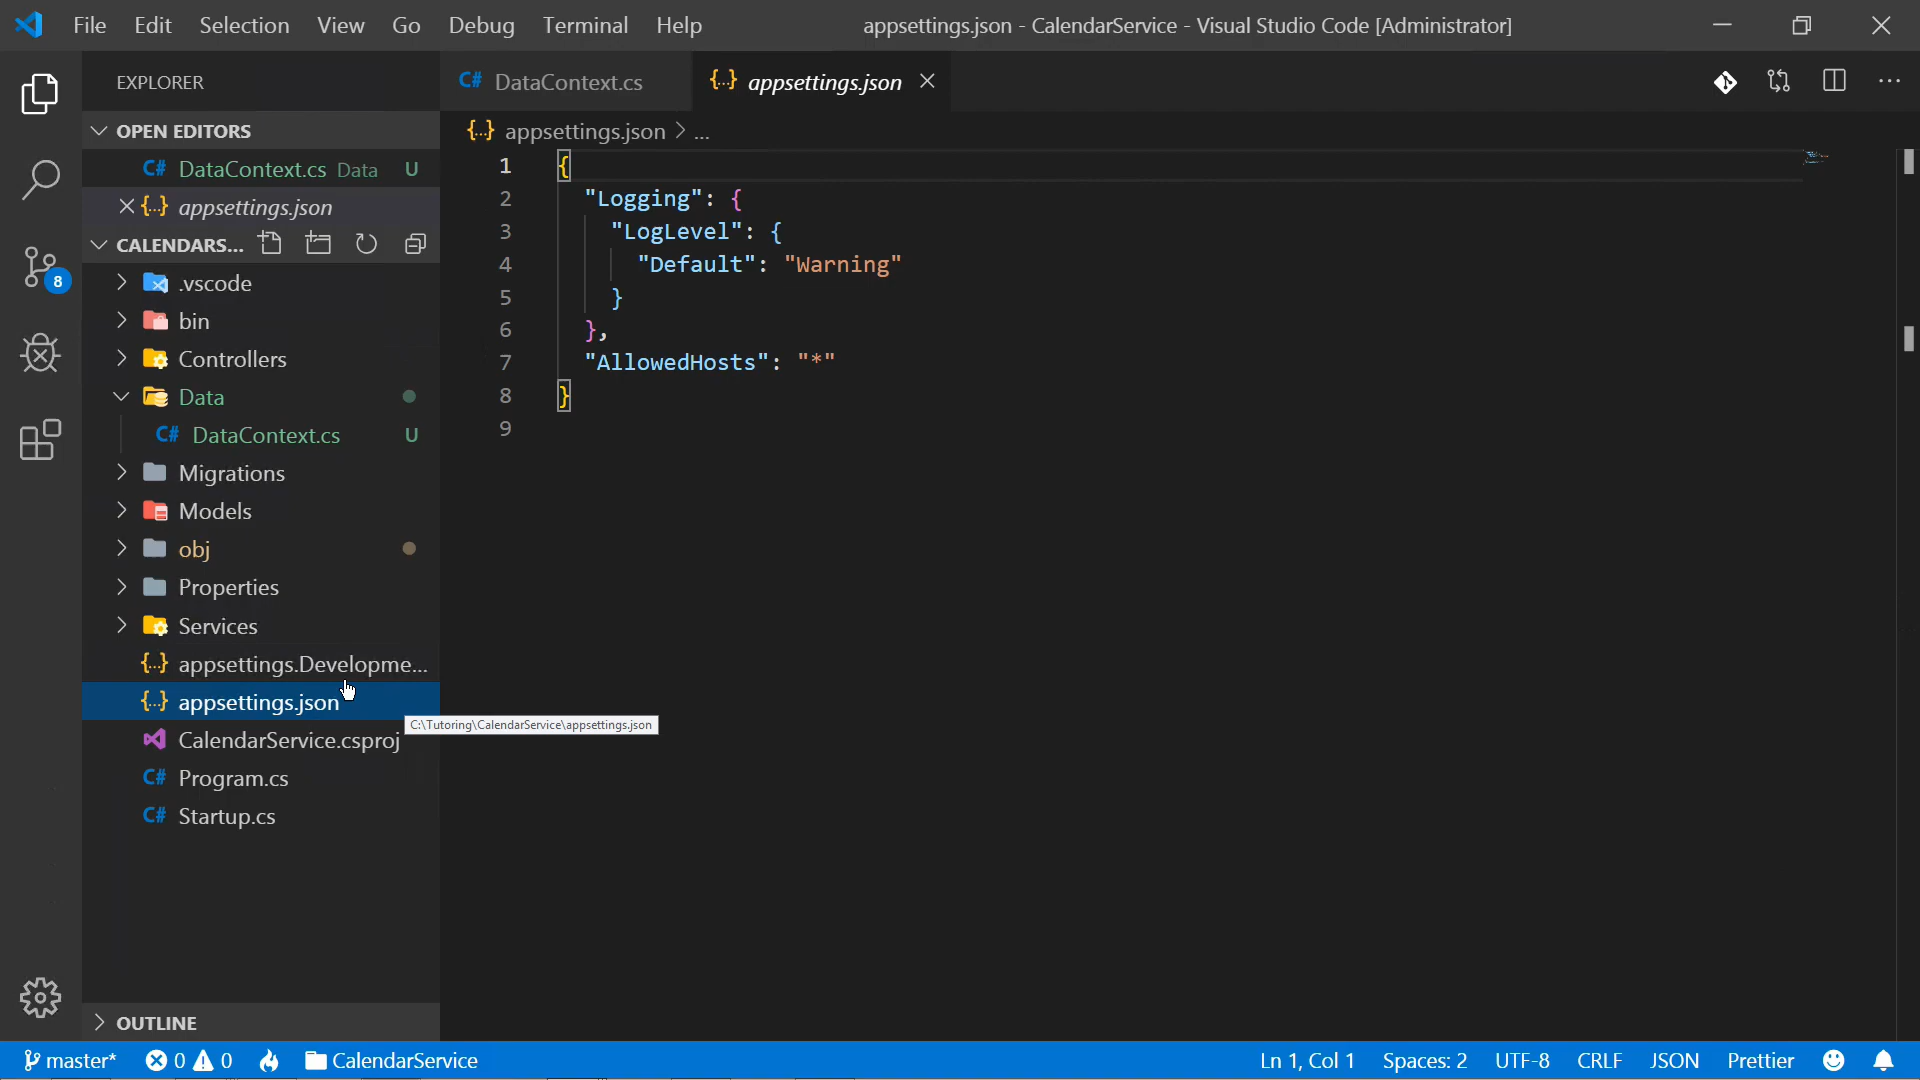 File Edit Selection View Go Debug Terminal Help
appsettings.json - CalendarService - Visual Studio Code [Administrator]
EXPLORER
OPEN EDITORS
C# DataContext.cs Data U
{..} appsettings.json
CALENDARS...
.vscode
bin
Controllers
Data
C# DataContext.cs U
Migrations
Models
obj
Properties
Services
{..} appsettings.Developme...
{..} appsettings.json
C:\Tutoring\CalendarService\appsettings.json
CalendarService.csproj
C# Program.cs
C# Startup.cs
OUTLINE
8
C# DataContext.cs
{..} appsettings.json
{..} appsettings.json > ...
1 {
2 "Logging": {
3 "LogLevel": {
4 "Default": "Warning"
5 }
6 },
7 "AllowedHosts": "*"
8 }
9
master* 0 0 CalendarService
Ln 1, Col 1 Spaces: 2 UTF-8 CRLF JSON Prettier